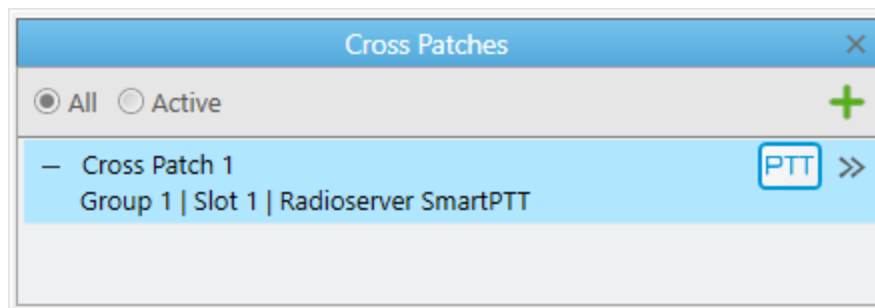 Cross Patches
All Active
Cross Patch 1
PTT
Group 1 | Slot 1 | Radioserver SmartPTT